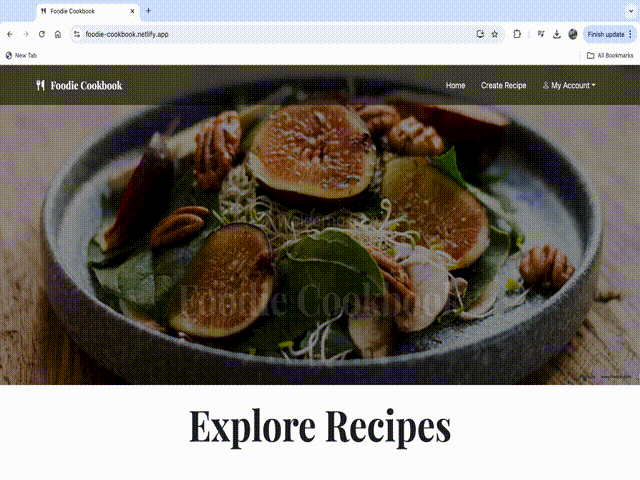 Foodie Cookbook
foodie-cookbook.netlify.app
Finish update
New Tab
All Bookmarks
Foodie Cookbook
Home
Create Recipe
My Account
Foodie Cookbook
Explore Recipes